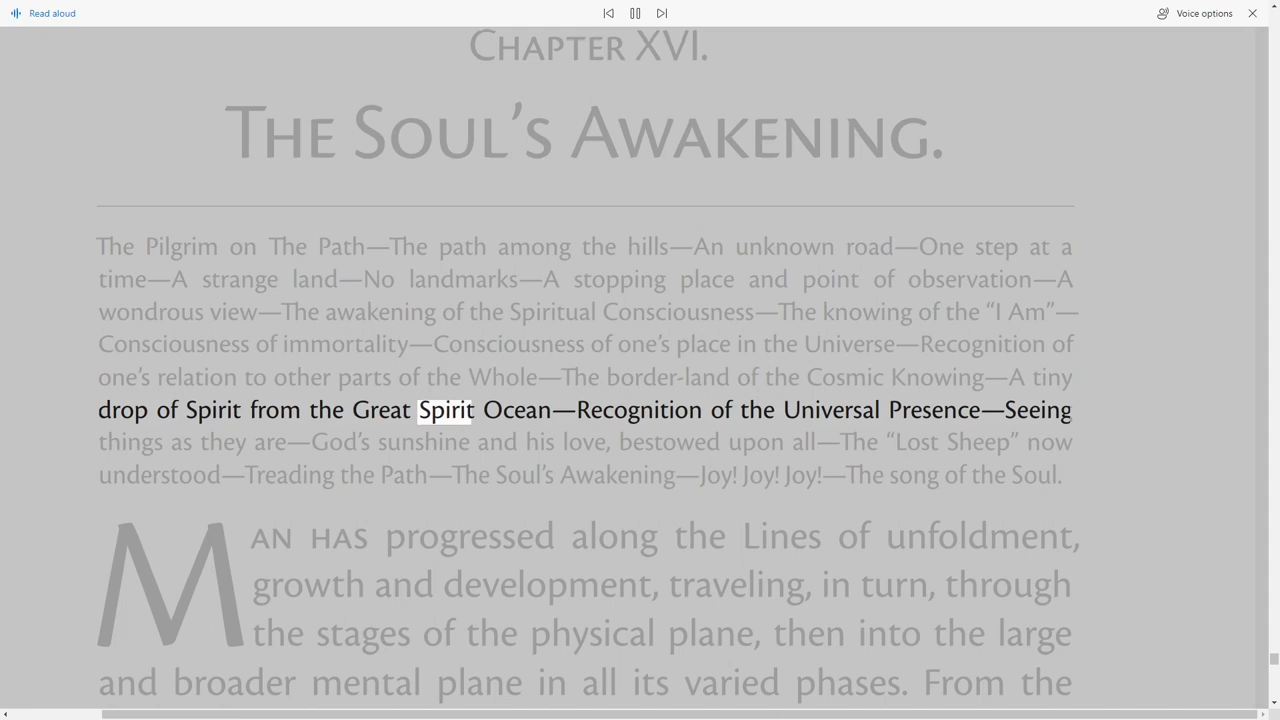 Read aloud
Voice options
Chapter XVI.
The Soul’s Awakening.
The Pilgrim on The Path—The path among the hills—An unknown road—One step at a
time—A strange land—No landmarks—A stopping place and point of observation—A
wondrous view—The awakening of the Spiritual Consciousness—The knowing of the “I Am”—
Consciousness of immortality—Consciousness of one’s place in the Universe—Recognition of
one’s relation to other parts of the Whole—The border-land of the Cosmic Knowing—A tiny
drop of Spirit from the Great Spirit Ocean—Recognition of the Universal Presence—Seeing
things as they are—God’s sunshine and his love, bestowed upon all—The “Lost Sheep” now
understood—Treading the Path—The Soul’s Awakening—Joy! Joy! Joy!—The song of the Soul.
Man has progressed along the Lines of unfoldment,
growth and development, traveling, in turn, through
the stages of the physical plane, then into the large
and broader mental plane in all its varied phases. From the